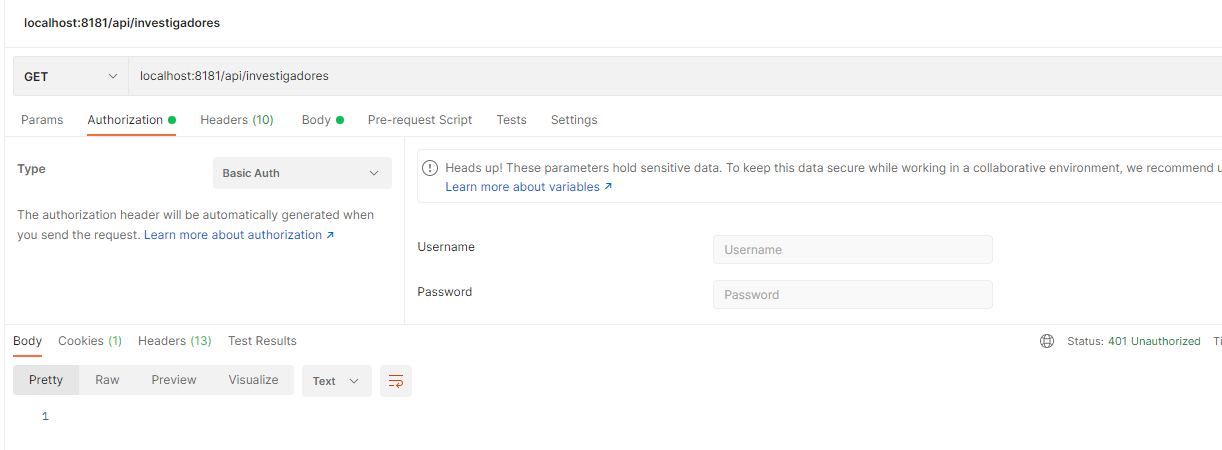 localhost:8181/api/investigadores
GET localhost:8181/api/investigadores
Params Authorization Headers (10) Body Pre-request Script Tests Settings
Type Basic Auth
The authorization header will be automatically generated when
you send the request. Learn more about authorization ↗
Heads up! These parameters hold sensitive data. To keep this data secure while working in a collaborative environment, we recommend u
Learn more about variables ↗
Username Username
Password Password
Body Cookies (1) Headers (13) Test Results Status: 401 Unauthorized Ti
Pretty Raw Preview Visualize Text
1